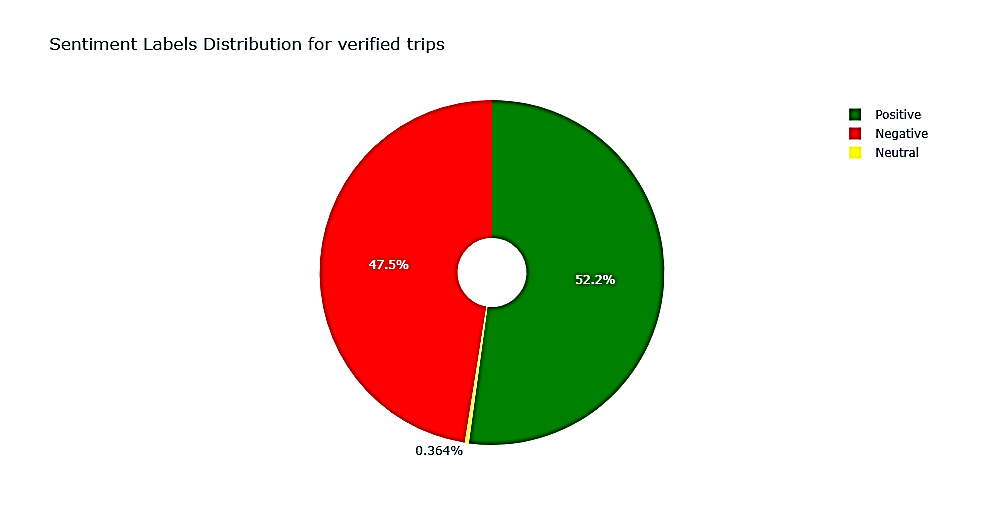 Sentiment Labels Distribution for verified trips
Positive
Negative
Neutral
47.5%
52.2%
0.364%